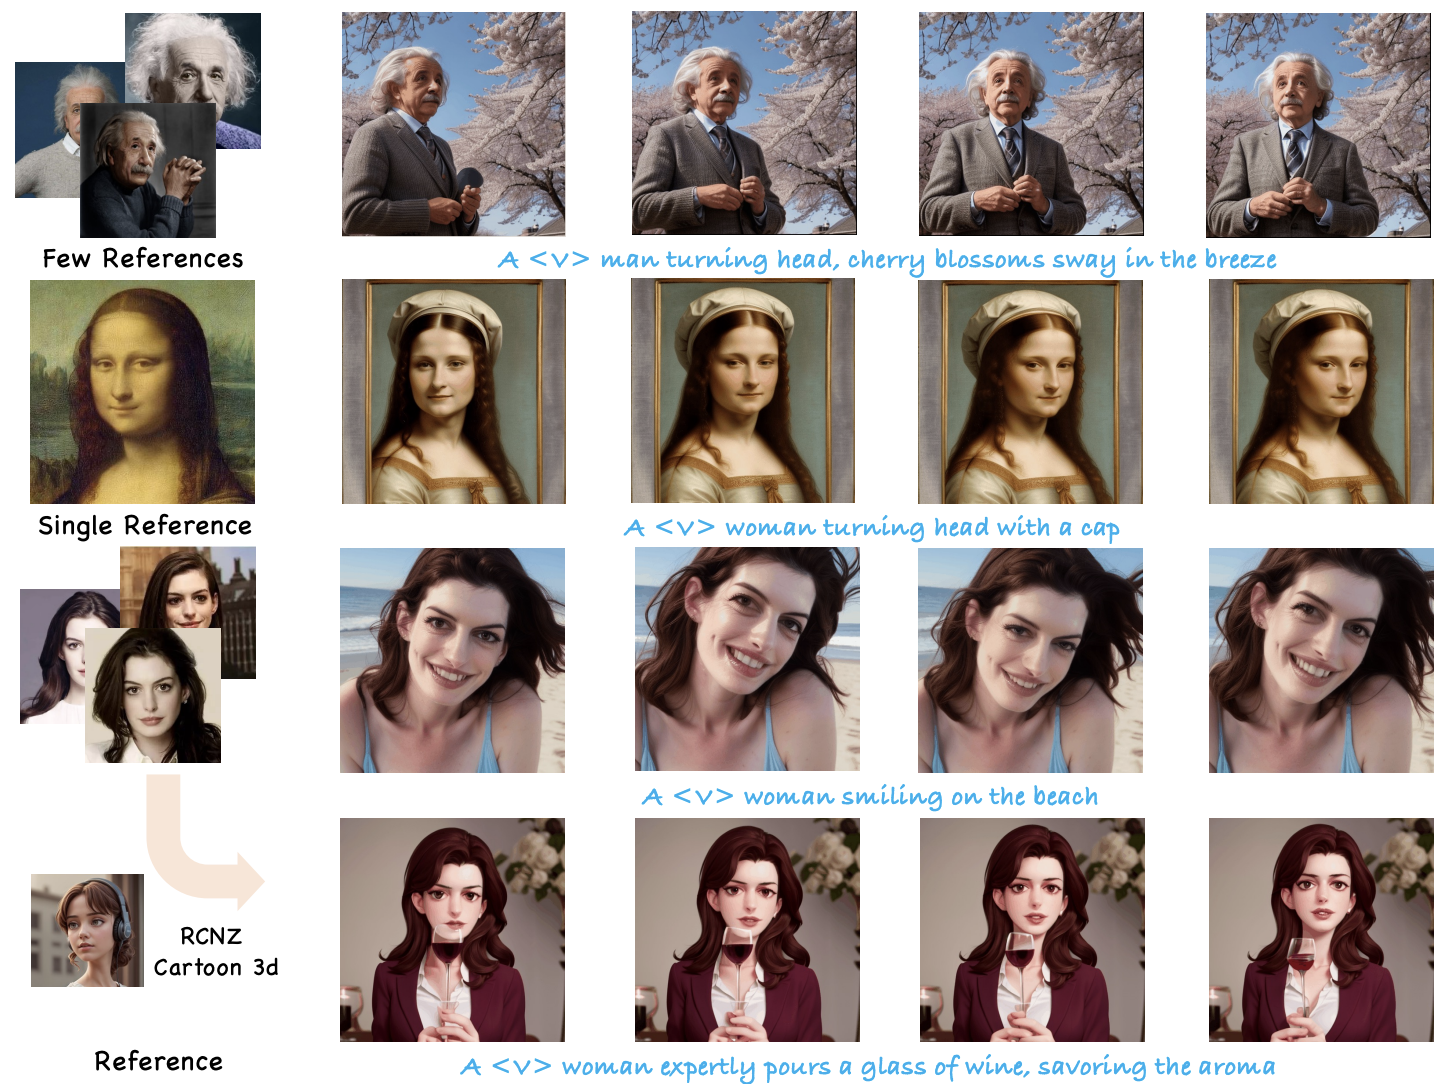 Few References
A <v> man turning head, cherry blossoms sway in the breeze
Single Reference
A <v> woman turning head with a cap
A <v> woman smiling on the beach
RCNZ
Cartoon 3d
Reference
A <v> woman expertly pours a glass of wine, savoring the aroma